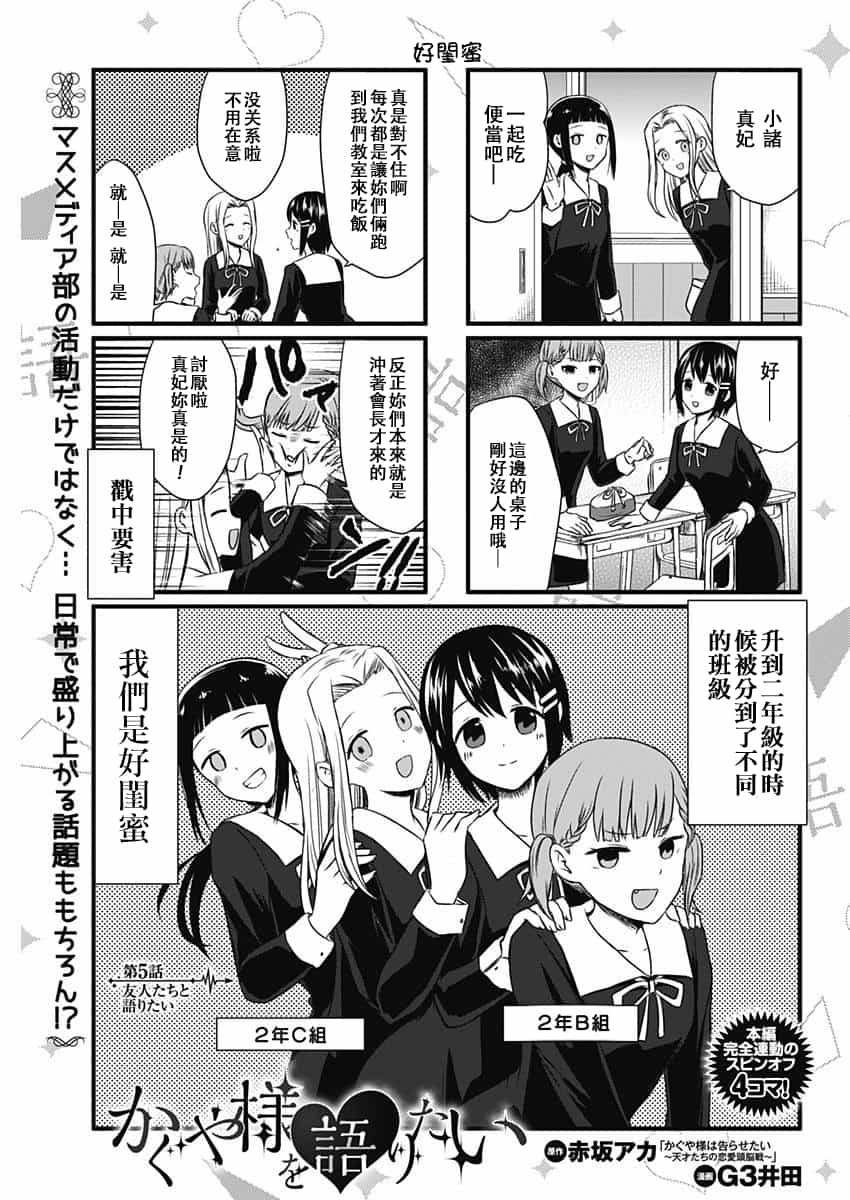 好閨蜜
小諸
真妃
一起吃
便當吧—
好—
這邊的桌子
剛好沒人用哦—
真是對不住啊
每次都是讓妳們倆跑
到我們教室來吃飯
没关系啦
不用在意
就—是 就—是
反正妳們本來就是
沖著會長才來的
討厭啦
真妃妳真是的！
パァ
戳中要害
升到二年級的時
候被分到了不同
的班級
我們是好閨蜜
マスメディア部の活動だけではなく… 日常で盛り上がる話題ももちろん!?
第5話
友人たちと
語りたい
2年C組
2年B組
本編
完全連動の
スピンオフ
4コマ!
かぐや様を語りたい
原作 赤坂アカ「かぐや様は告らせたい
～天才たちの恋愛頭脳戦～」
漫画 G3井田